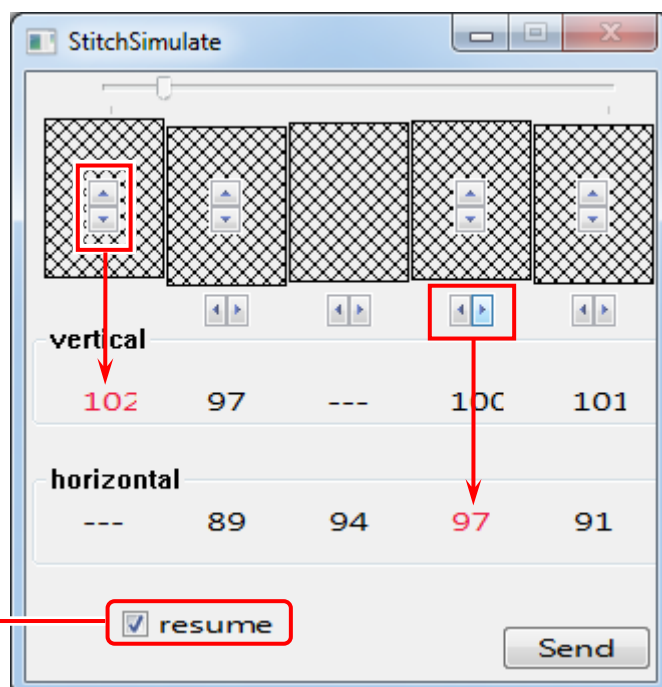 StitchSimulate
vertical
102 97 --- 100 101
horizontal
--- 89 94 97 91
resume
Send